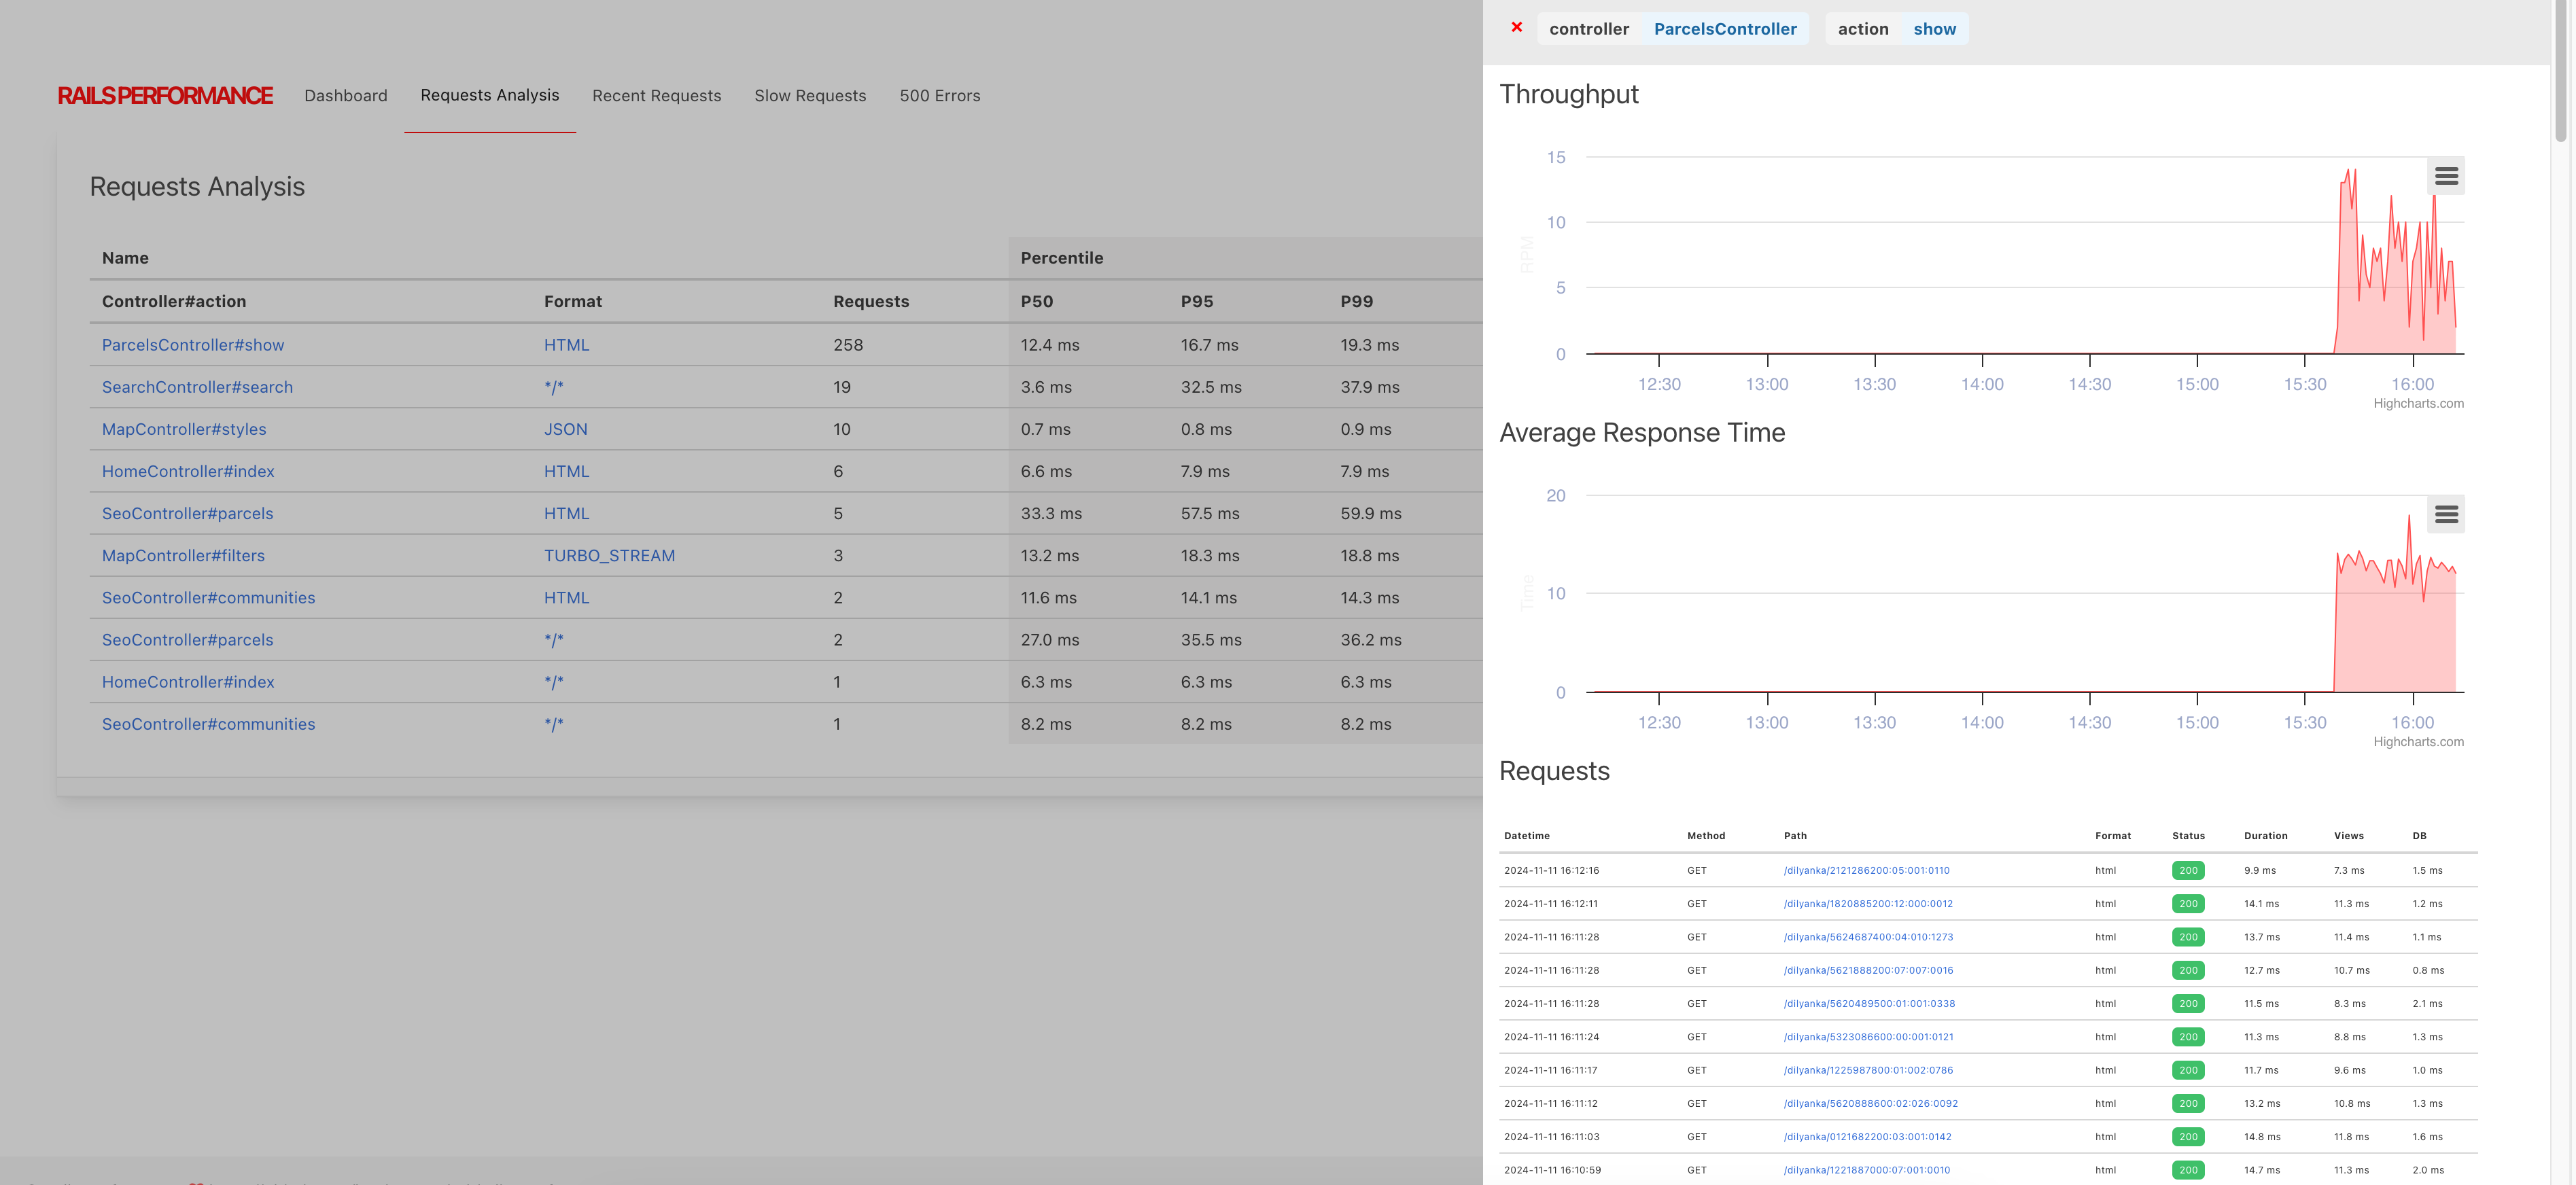 RAILS PERFORMANCE Dashboard Requests Analysis Recent Requests Slow Requests 500 Errors
Requests Analysis
Name Percentile
Controller#action Format Requests P50 P95 P99
ParcelsController#show HTML 258 12.4 ms 16.7 ms 19.3 ms
SearchController#search */* 19 3.6 ms 32.5 ms 37.9 ms
MapController#styles JSON 10 0.7 ms 0.8 ms 0.9 ms
HomeController#index HTML 6 6.6 ms 7.9 ms 7.9 ms
SeoController#parcels HTML 5 33.3 ms 57.5 ms 59.9 ms
MapController#filters TURBO_STREAM 3 13.2 ms 18.3 ms 18.8 ms
SeoController#communities HTML 2 11.6 ms 14.1 ms 14.3 ms
SeoController#parcels */* 2 27.0 ms 35.5 ms 36.2 ms
HomeController#index */* 1 6.3 ms 6.3 ms 6.3 ms
SeoController#communities */* 1 8.2 ms 8.2 ms 8.2 ms
controller ParcelsController action show
Throughput
15
10
RPM
5
0
12:30 13:00 13:30 14:00 14:30 15:00 15:30 16:00
Highcharts.com
Average Response Time
20
10
Time
0
12:30 13:00 13:30 14:00 14:30 15:00 15:30 16:00
Highcharts.com
Requests
Datetime Method Path Format Status Duration Views DB
2024-11-11 16:12:16 GET /dilyanka/2121286200:05:001:0110 html 200 9.9 ms 7.3 ms 1.5 ms
2024-11-11 16:12:11 GET /dilyanka/1820885200:12:000:0012 html 200 14.1 ms 11.3 ms 1.2 ms
2024-11-11 16:11:28 GET /dilyanka/5624687400:04:010:1273 html 200 13.7 ms 11.4 ms 1.1 ms
2024-11-11 16:11:28 GET /dilyanka/5621888200:07:007:0016 html 200 12.7 ms 10.7 ms 0.8 ms
2024-11-11 16:11:28 GET /dilyanka/5620489500:01:001:0338 html 200 11.5 ms 8.3 ms 2.1 ms
2024-11-11 16:11:24 GET /dilyanka/5323086600:00:001:0121 html 200 11.3 ms 8.8 ms 1.3 ms
2024-11-11 16:11:17 GET /dilyanka/1225987800:01:002:0786 html 200 11.7 ms 9.6 ms 1.0 ms
2024-11-11 16:11:12 GET /dilyanka/5620888600:02:026:0092 html 200 13.2 ms 10.8 ms 1.3 ms
2024-11-11 16:11:03 GET /dilyanka/0121682200:03:001:0142 html 200 14.8 ms 11.8 ms 1.6 ms
2024-11-11 16:10:59 GET /dilyanka/1221887000:07:001:0010 html 200 14.7 ms 11.3 ms 2.0 ms